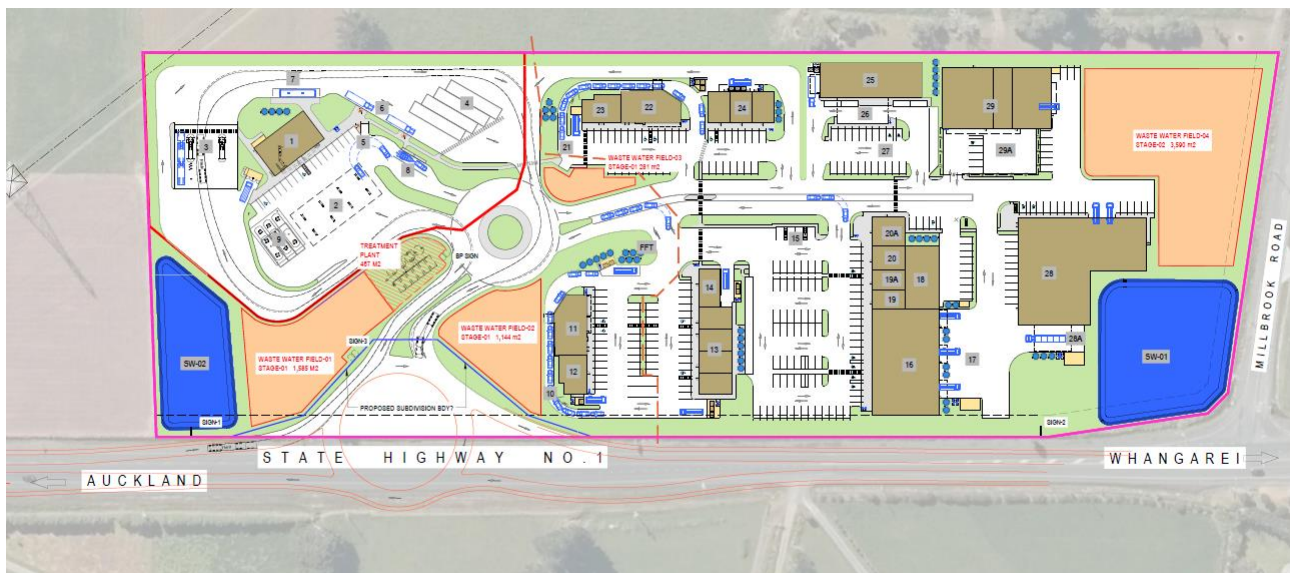 7
6
4
1
3
5
8
2
9
TREATMENT
PLANT
457 M2
BF SIGN
SW-02
WASTE WATER FIELD-01
STAGE-01 1,585 M2
SIGN-3
WASTE WATER FIELD-02
STAGE-01 1,144 m2
PROPOSED SUBDIVISION BDY?
SIGN-1
23
22
24
21
WASTE WATER FIELD-03
STAGE-01 281 m2
25
26
27
29
29A
WASTE WATER FIELD-04
STAGE-02 3,590 m2
FFT
15
14
13
11
12
10
20A
20
19A
19
18
16
17
28
28A
SW-01
SIGN-2
MILLBROOK ROAD
STATE HIGHWAY NO.1
AUCKLAND
WHANGAREI